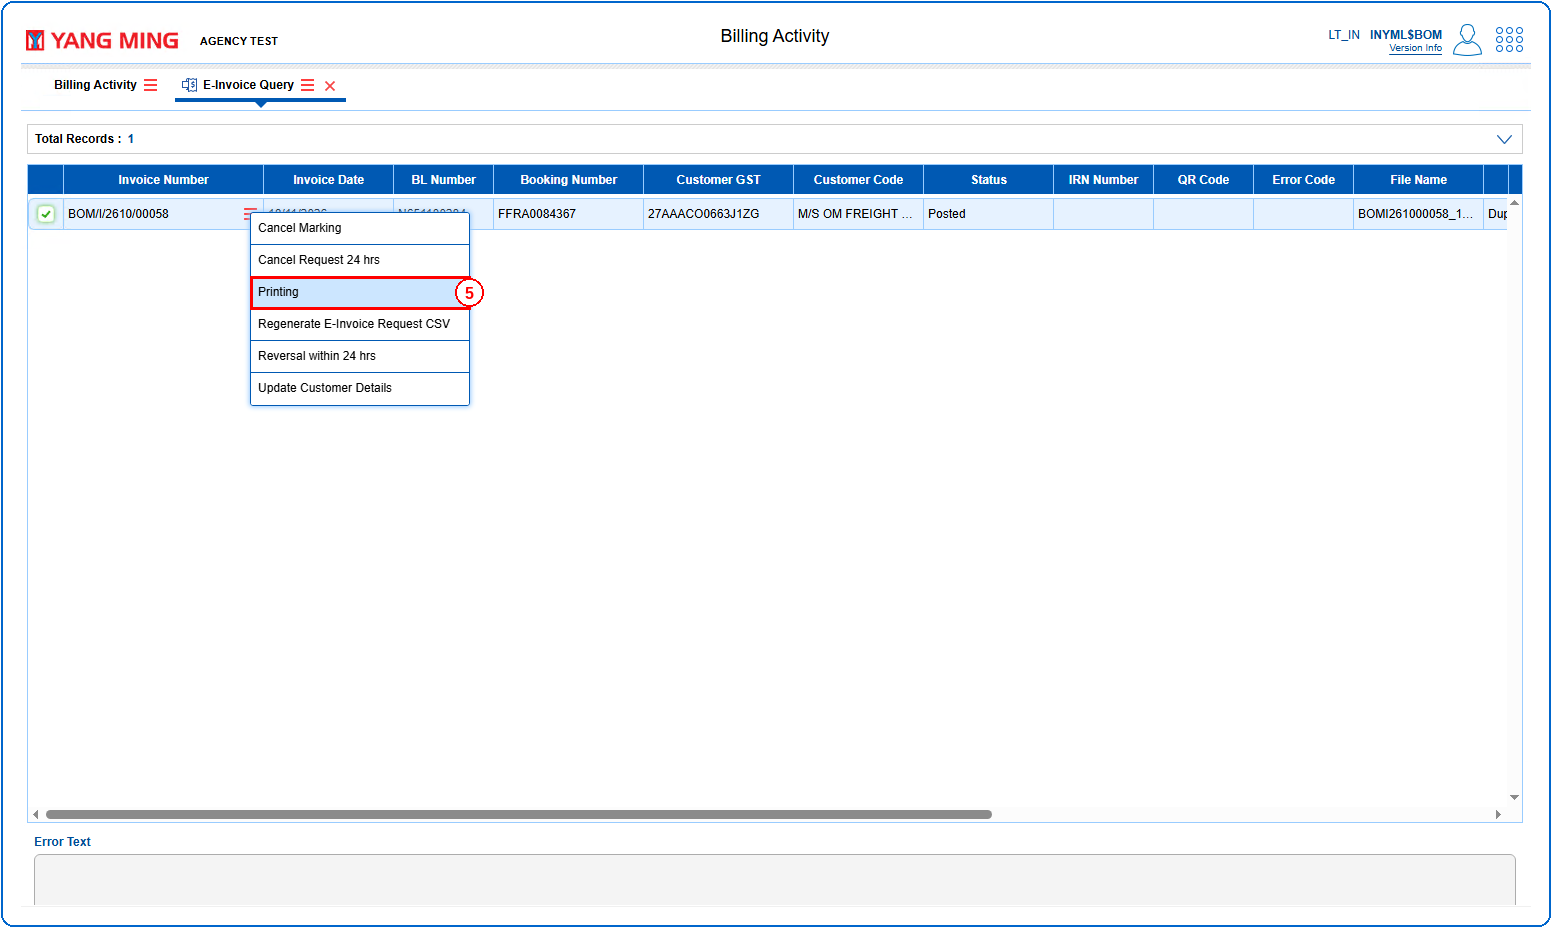 YANG MING AGENCY TEST
Billing Activity
LT_IN INYML$BOM
Version Info
Billing Activity
E-Invoice Query
Total Records : 1
Invoice Number Invoice Date BL Number Booking Number Customer GST Customer Code Status IRN Number QR Code Error Code File Name
BOM/I/2610/00058 FFRA0084367 27AAACO0663J1ZG M/S OM FREIGHT ... Posted BOMI261000058_1... Dup
Cancel Marking
Cancel Request 24 hrs
Printing 5
Regenerate E-Invoice Request CSV
Reversal within 24 hrs
Update Customer Details
Error Text